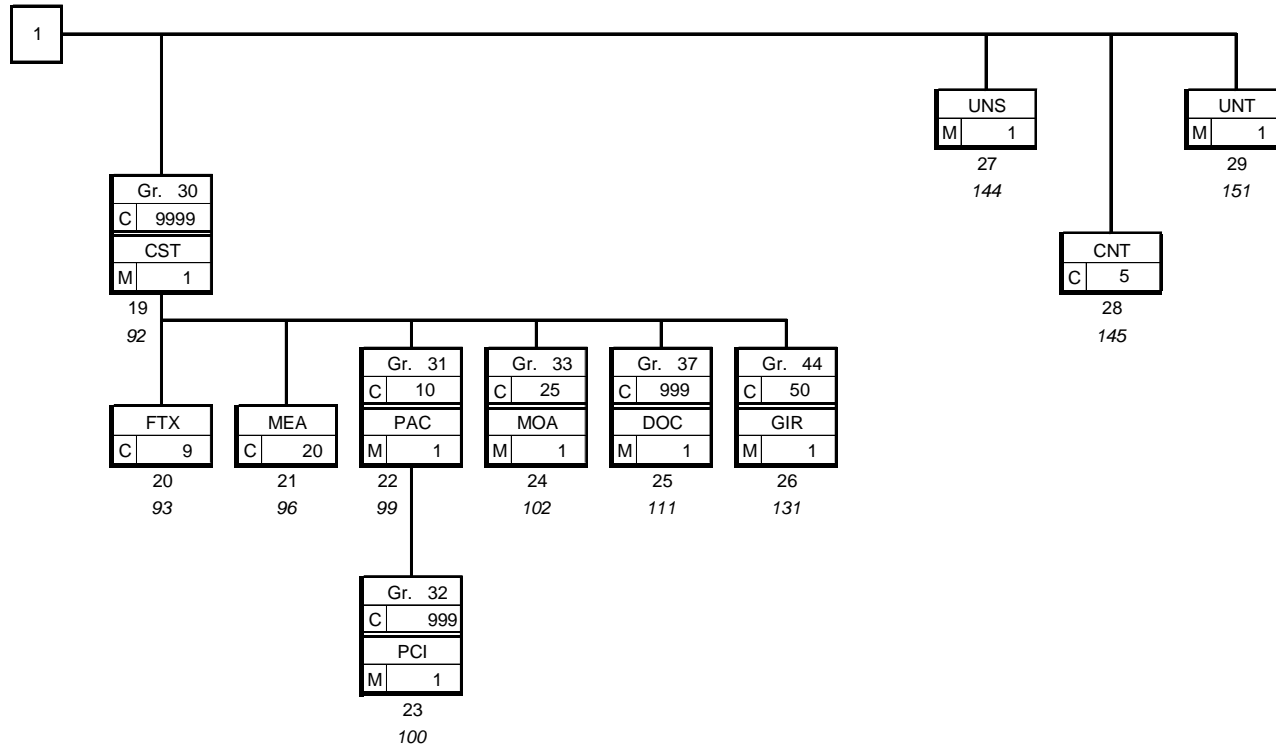 1
UNS
M 1
27
144
UNT
M 1
29
151
Gr. 30
C 9999
CST
M 1
19
92
CNT
C 5
28
145
FTX
C 9
20
93
MEA
C 20
21
96
Gr. 31
C 10
PAC
M 1
22
99
Gr. 33
C 25
MOA
M 1
24
102
Gr. 37
C 999
DOC
M 1
25
111
Gr. 44
C 50
GIR
M 1
26
131
Gr. 32
C 999
PCI
M 1
23
100